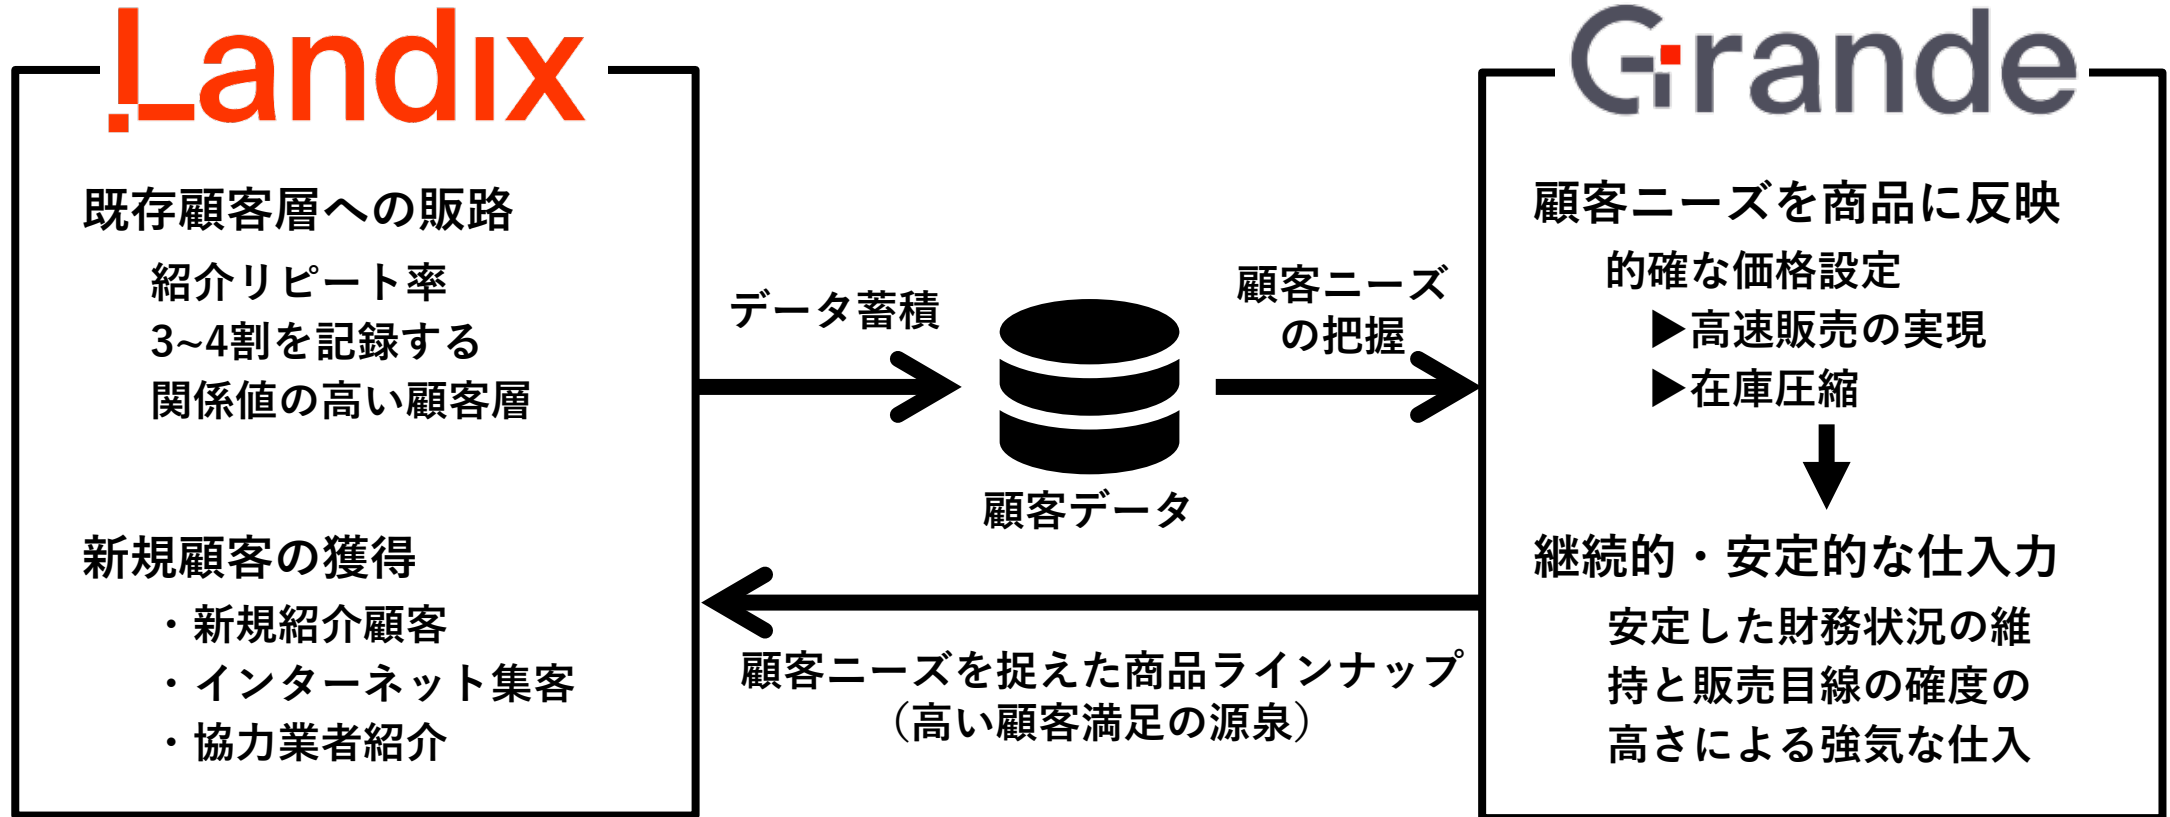 Landix
既存顧客層への販路
紹介リピート率
3~4割を記録する
関係値の高い顧客層
新規顧客の獲得
・新規紹介顧客
・インターネット集客
・協力業者紹介
データ蓄積
顧客データ
顧客ニーズ
の把握
顧客ニーズを捉えた商品ラインナップ
（高い顧客満足の源泉）
Grande
顧客ニーズを商品に反映
的確な価格設定
▶高速販売の実現
▶在庫圧縮
継続的・安定的な仕入力
安定した財務状況の維
持と販売目線の確度の
高さによる強気な仕入